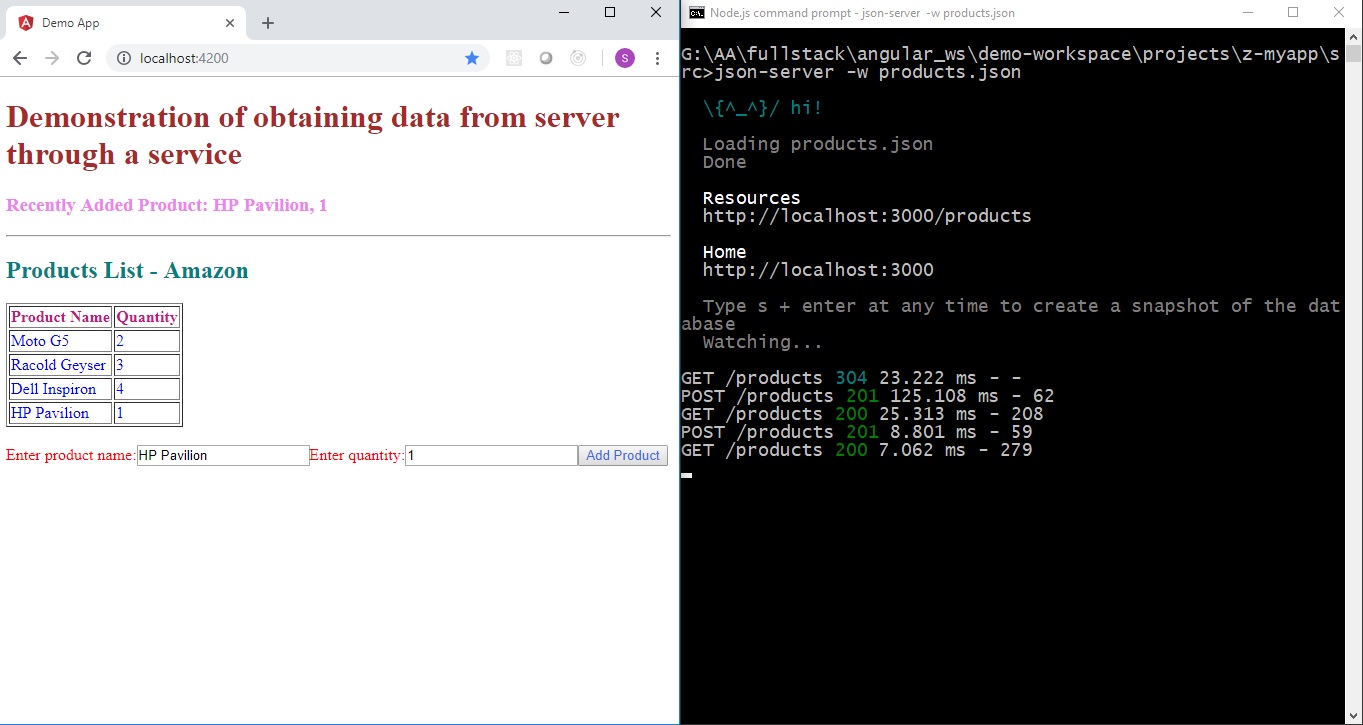 Demo App
localhost:4200
S
Demonstration of obtaining data from server
through a service
Recently Added Product: HP Pavilion, 1
Products List - Amazon
Product Name Quantity
Moto G5 2
Racold Geyser 3
Dell Inspiron 4
HP Pavilion 1
Enter product name: HP Pavilion Enter quantity: 1 Add Product
Node.js command prompt - json-server -w products.json
G:\AA\fullstack\angular_ws\demo-workspace\projects\z-myapp\s
rc>json-server -w products.json
\{^_^}/ hi!
Loading products.json
Done
Resources
http://localhost:3000/products
Home
http://localhost:3000
Type s + enter at any time to create a snapshot of the dat
abase
Watching...
GET /products 304 23.222 ms - -
POST /products 201 125.108 ms - 62
GET /products 200 25.313 ms - 208
POST /products 201 8.801 ms - 59
GET /products 200 7.062 ms - 279